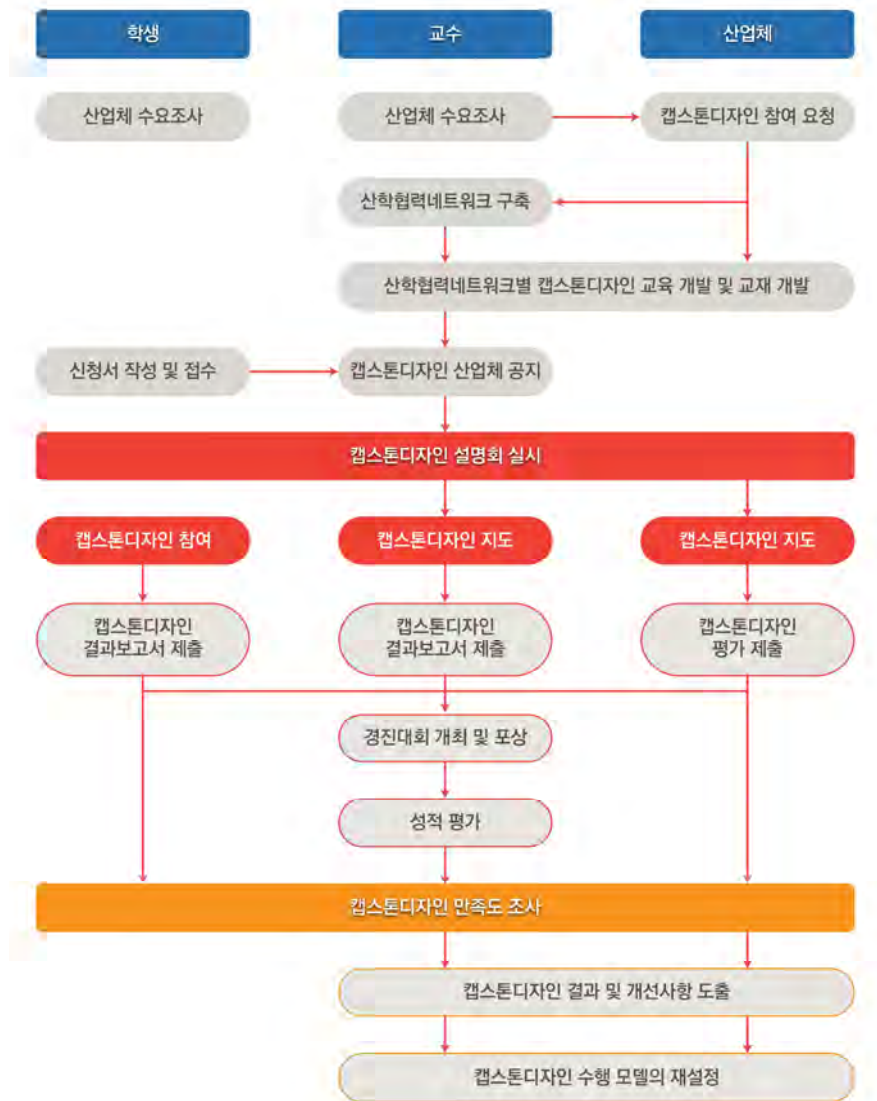 학생
교수
산업체
산업체 수요조사
산업체 수요조사
캡스톤디자인 참여 요청
산학협력네트워크 구축
산학협력네트워크별 캡스톤디자인 교육 개발 및 교재 개발
신청서 작성 및 접수
캡스톤디자인 산업체 공지
캡스톤디자인 설명회 실시
캡스톤디자인 참여
캡스톤디자인 지도
캡스톤디자인 지도
캡스톤디자인
결과보고서 제출
캡스톤디자인
결과보고서 제출
캡스톤디자인
평가 제출
경진대회 개최 및 포상
성적 평가
캡스톤디자인 만족도 조사
캡스톤디자인 결과 및 개선사항 도출
캡스톤디자인 수행 모델의 재설정